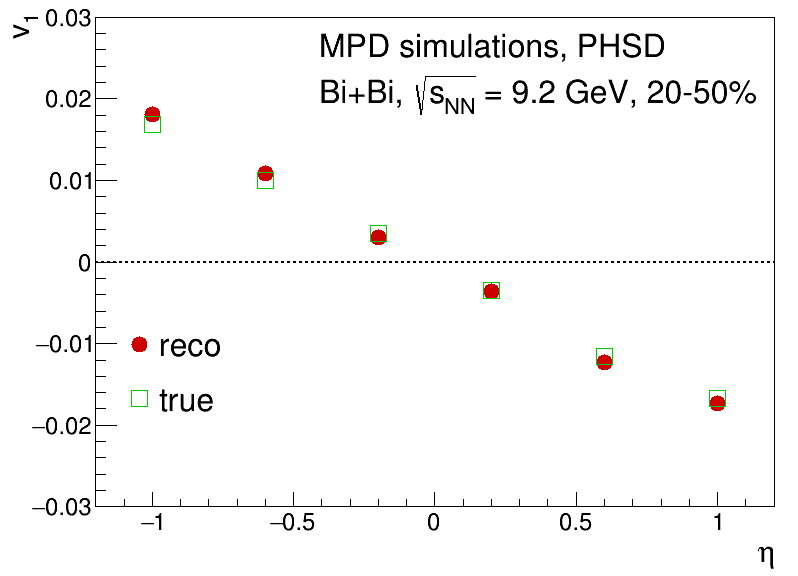 v₁
0.03
MPD simulations, PHSD
Bi+Bi, √sNN = 9.2 GeV, 20-50%
0.02
0.01
0
−0.01
reco
true
−0.02
−0.03
−1 −0.5 0 0.5 1
η